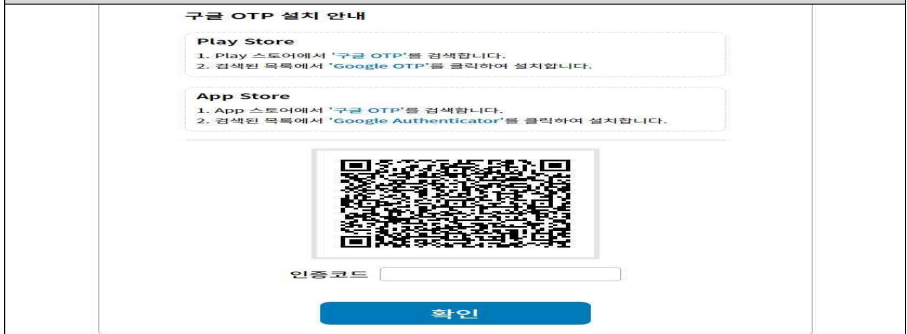 구글 OTP 설치 안내
Play Store
1. Play 스토어에서 '구글 OTP'를 검색합니다.
2. 검색된 목록에서 'Google OTP'를 클릭하여 설치합니다.
App Store
1. App 스토어에서 '구글 OTP'를 검색합니다.
2. 검색된 목록에서 'Google Authenticator'를 클릭하여 설치합니다.
인증코드
확인